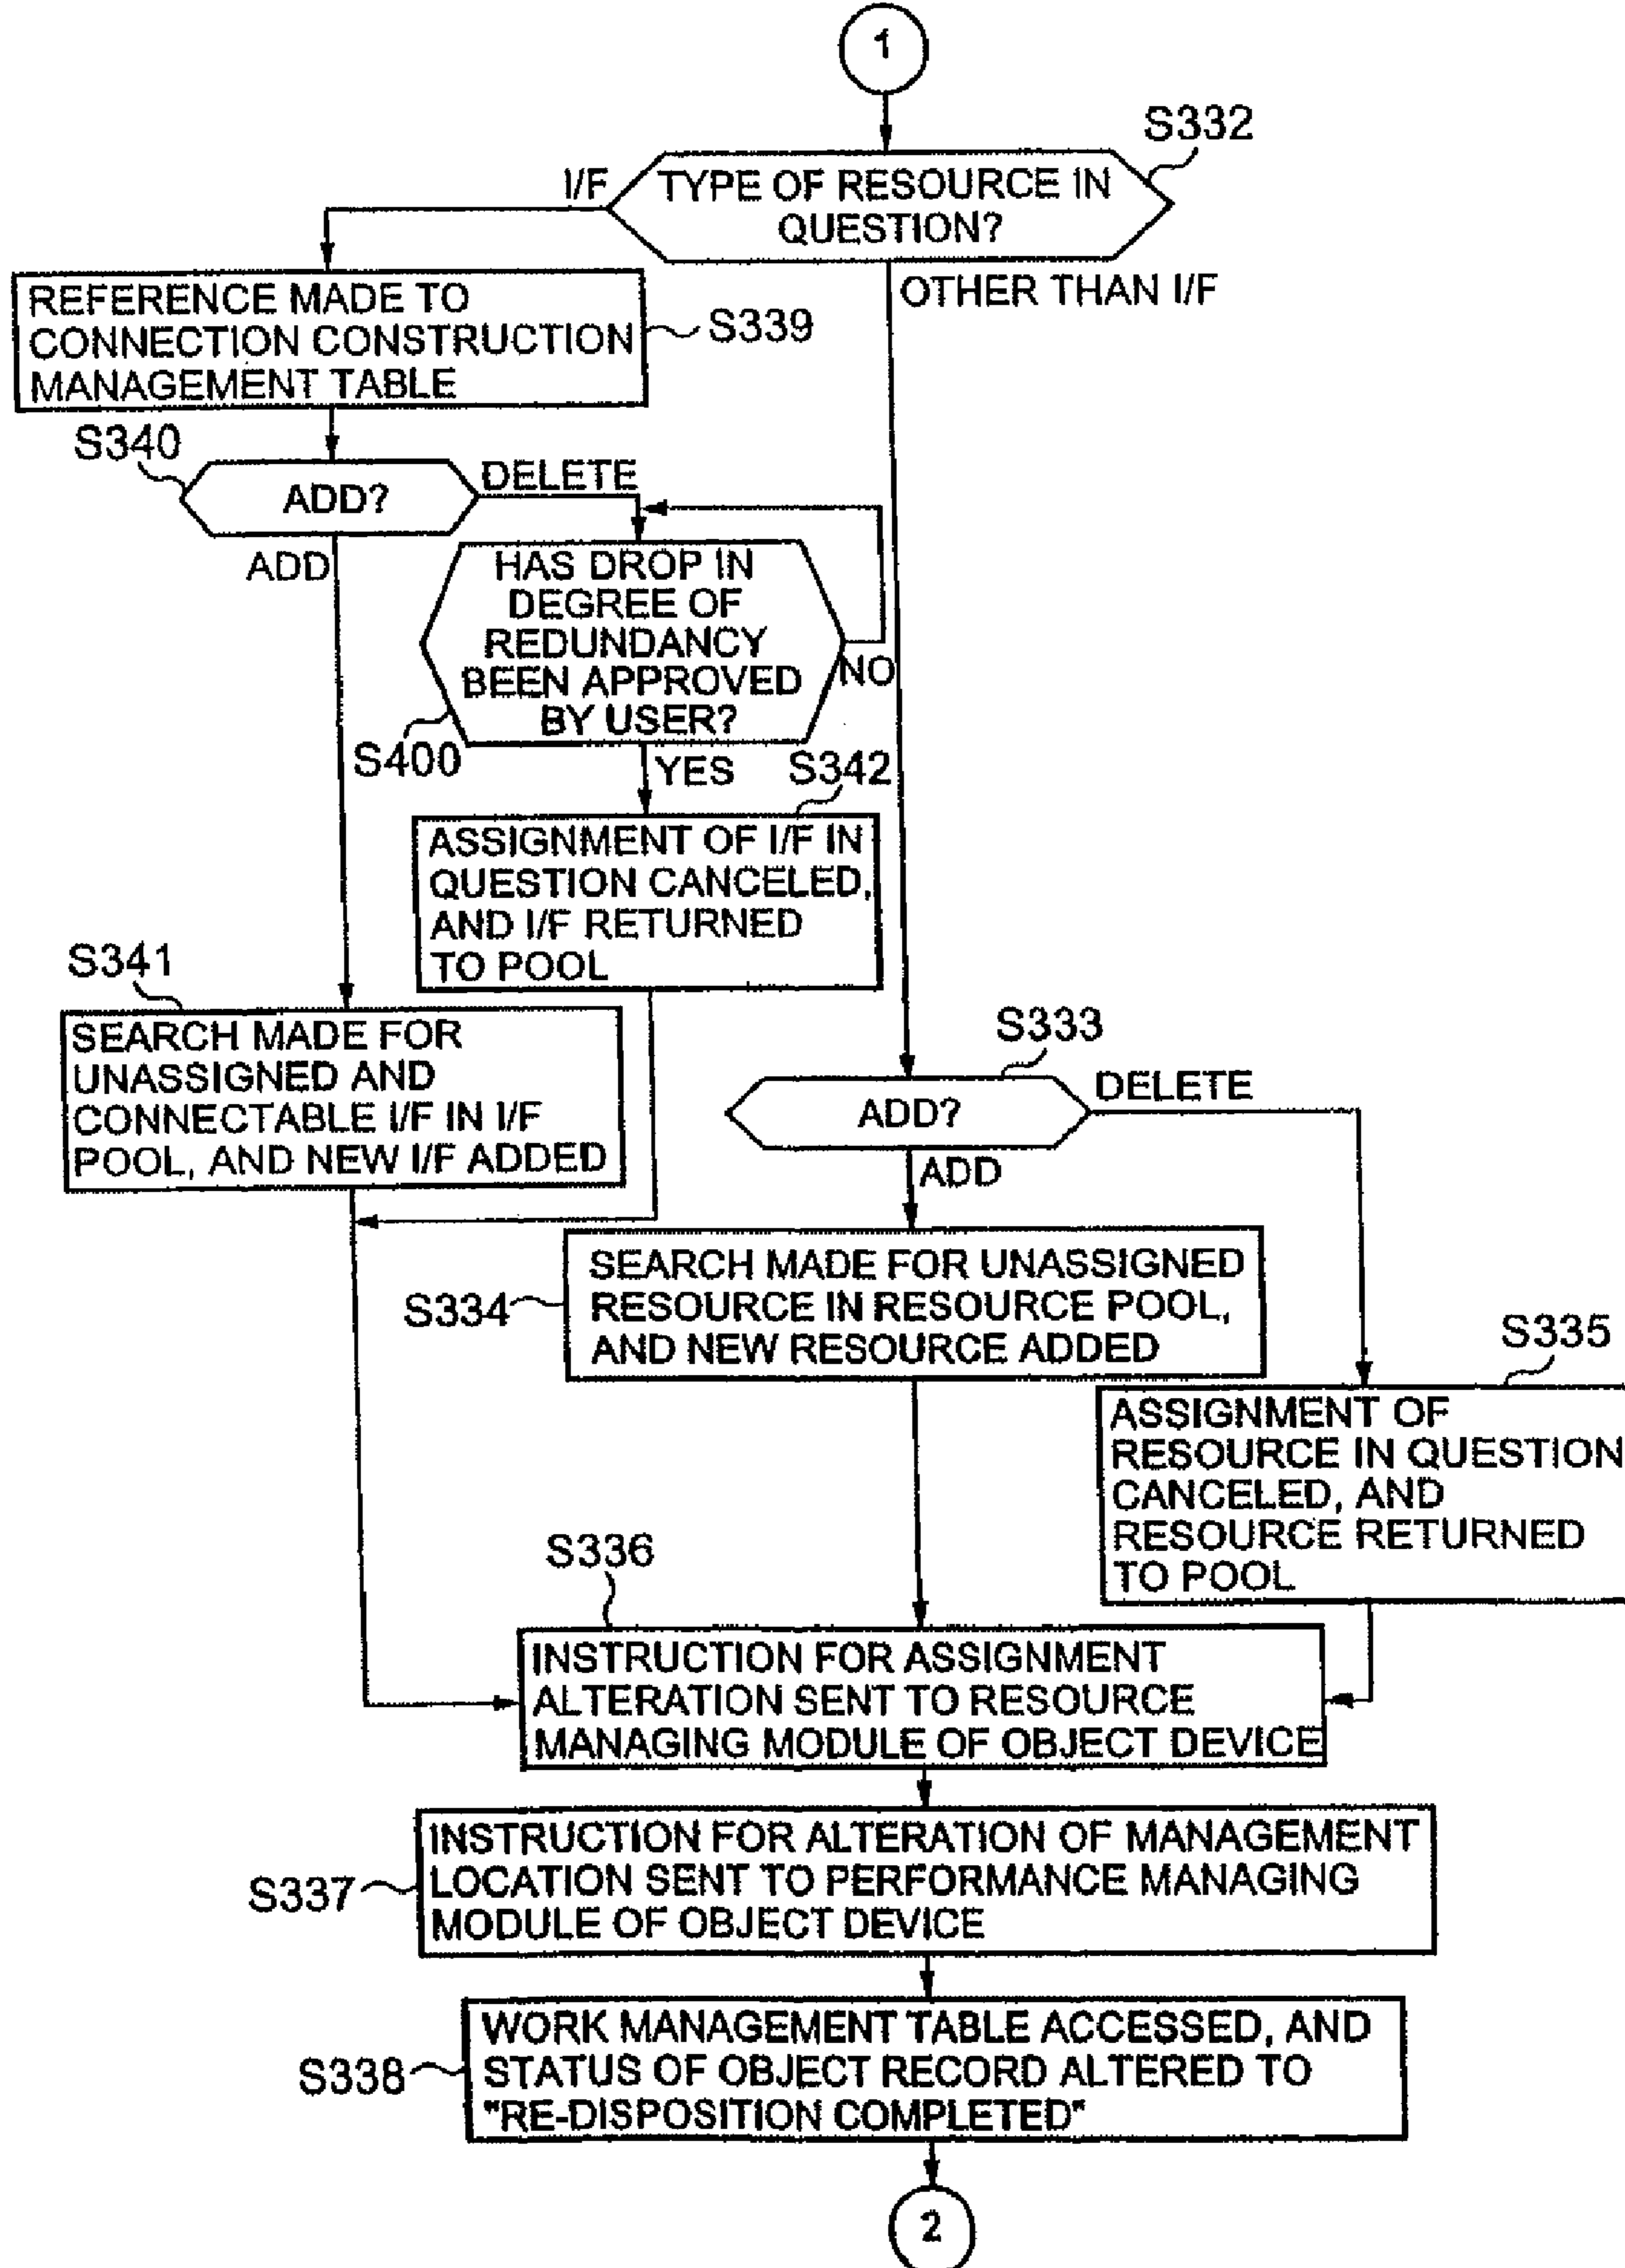 1
S332
I/F
TYPE OF RESOURCE IN
QUESTION?
OTHER THAN I/F
REFERENCE MADE TO
CONNECTION CONSTRUCTION
MANAGEMENT TABLE
S339
S340
ADD?
DELETE
ADD
HAS DROP IN
DEGREE OF
REDUNDANCY
BEEN APPROVED
BY USER?
NO
S400
YES
S342
ASSIGNMENT OF I/F IN
QUESTION CANCELED,
AND I/F RETURNED
TO POOL
S341
SEARCH MADE FOR
UNASSIGNED AND
CONNECTABLE I/F IN I/F
POOL, AND NEW I/F ADDED
S333
ADD?
DELETE
ADD
S334
SEARCH MADE FOR UNASSIGNED
RESOURCE IN RESOURCE POOL,
AND NEW RESOURCE ADDED
S335
ASSIGNMENT OF
RESOURCE IN QUESTION
CANCELED, AND
RESOURCE RETURNED
TO POOL
S336
INSTRUCTION FOR ASSIGNMENT
ALTERATION SENT TO RESOURCE
MANAGING MODULE OF OBJECT DEVICE
S337
INSTRUCTION FOR ALTERATION OF MANAGEMENT
LOCATION SENT TO PERFORMANCE MANAGING
MODULE OF OBJECT DEVICE
S338
WORK MANAGEMENT TABLE ACCESSED, AND
STATUS OF OBJECT RECORD ALTERED TO
"RE-DISPOSITION COMPLETED"
2